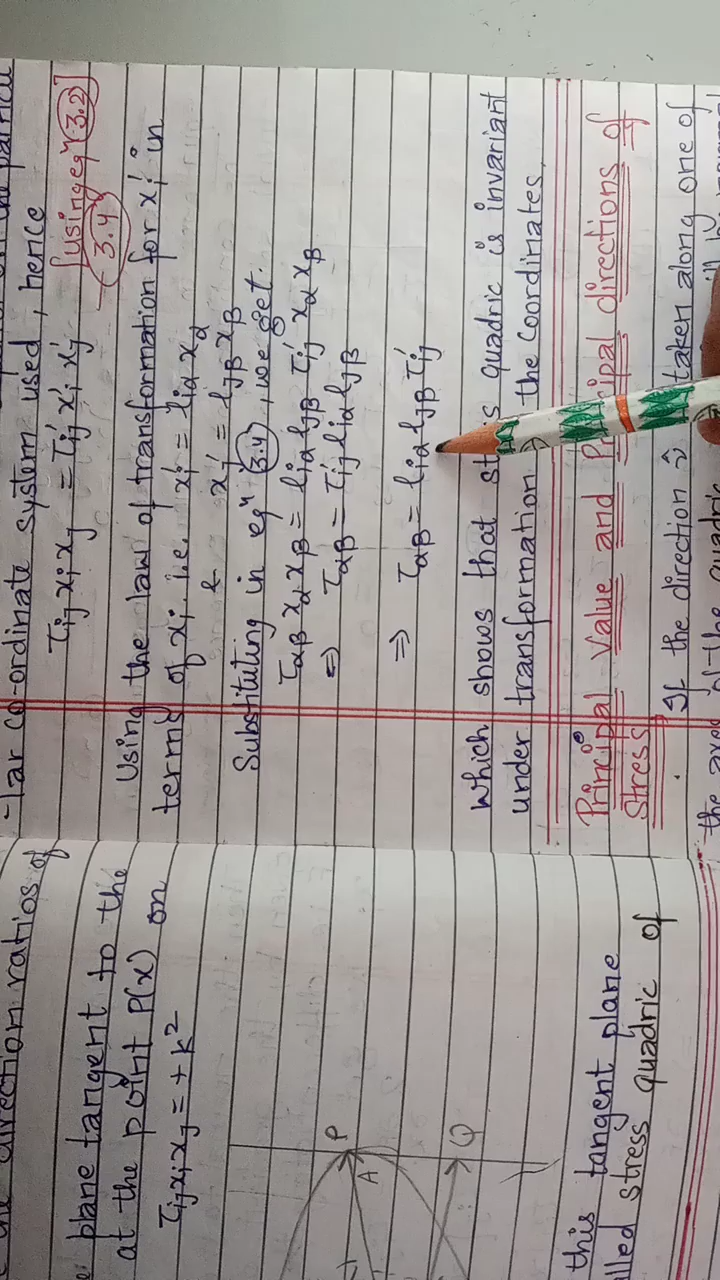 direction ratios of
plane tangent to the
at the point P(x) on
τij xi xj = + k²
P
A
Q
this tangent plane
lled stress quadric of
-lar co-ordinate system used, hence
τij xi xj = τ'ij x'i x'j [using eqⁿ 3.2]
— 3.4
Using the law of transformation for x'i in
terms of xi i.e. x'i = liα xα
& x'j = ljβ xβ
Substituting in eqⁿ (3.4), we get.
ταβ xα xβ = liα ljβ τ'ij xα xβ
⇒ ταβ = τ'ij liα ljβ
⇒ ταβ = liα ljβ τ'ij
which shows that quadric is invariant
under transformation the coordinates.
Principal Value and directions of
Stress
If the direction ν̂ taken along one of
the quadric